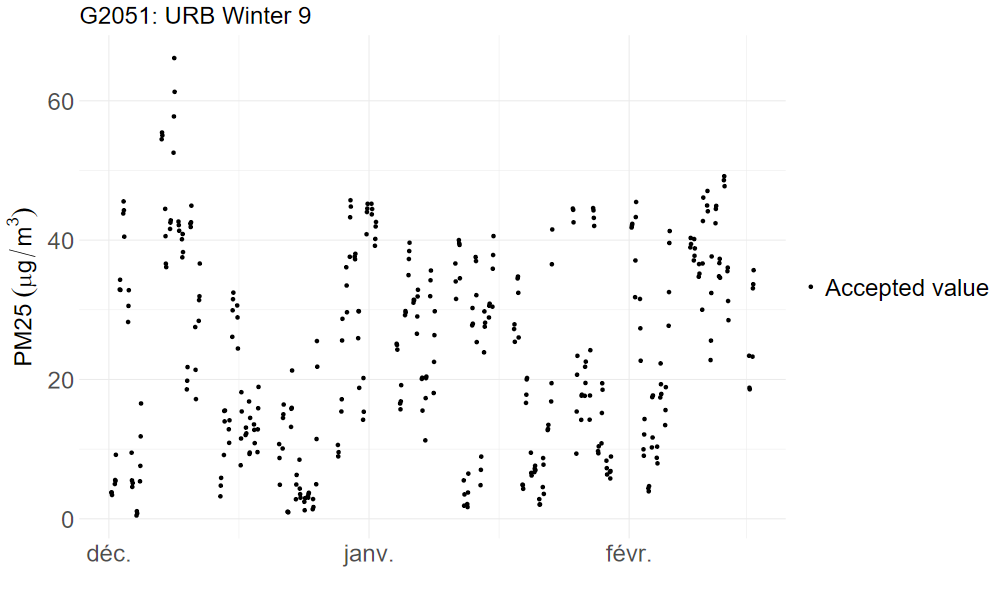 G2051: URB Winter 9
PM25 (μg/m³)
60
40
20
0
déc.
janv.
févr.
Accepted value